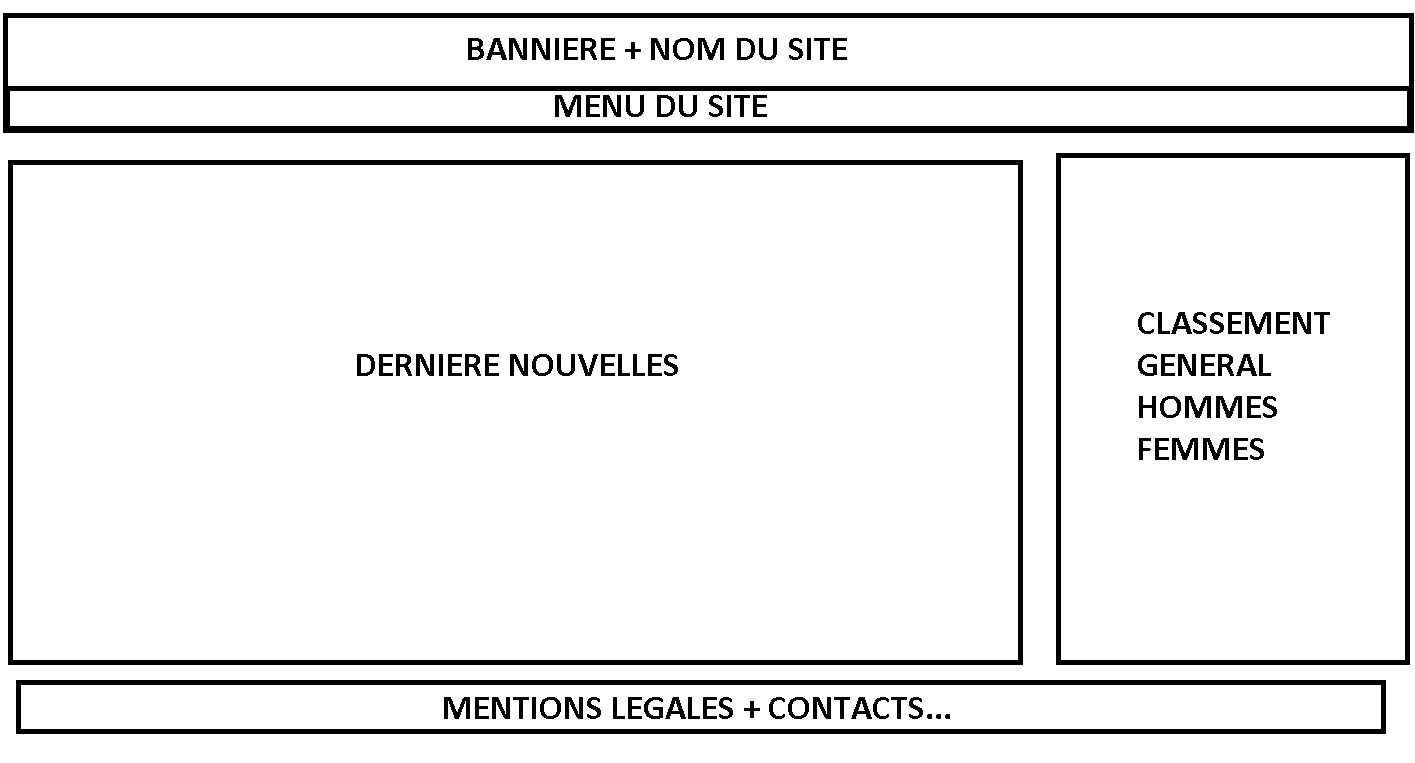 BANNIERE + NOM DU SITE
MENU DU SITE
DERNIERE NOUVELLES
CLASSEMENT
GENERAL
HOMMES
FEMMES
MENTIONS LEGALES + CONTACTS...